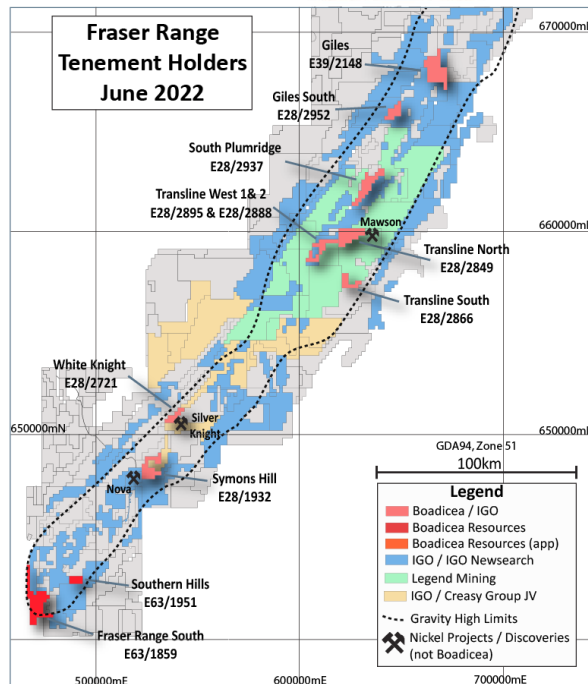 Fraser Range
Tenement Holders
June 2022
670000mN
Giles
E39/2148
Giles South
E28/2952
South Plumridge
E28/2937
Transline West 1& 2
E28/2895 & E28/2888
Mawson
660000mN
Transline North
E28/2849
Transline South
E28/2866
White Knight
E28/2721
Silver
Knight
650000mN
650000mN
Symons Hill
E28/1932
Nova
GDA94, Zone 51
100km
Legend
Boadicea / IGO
Boadicea Resources
Boadicea Resources (app)
IGO / IGO Newsearch
Legend Mining
IGO / Creasy Group JV
Gravity High Limits
Nickel Projects / Discoveries
(not Boadicea)
Southern Hills
E63/1951
Fraser Range South
E63/1859
500000mE
600000mE
700000mE